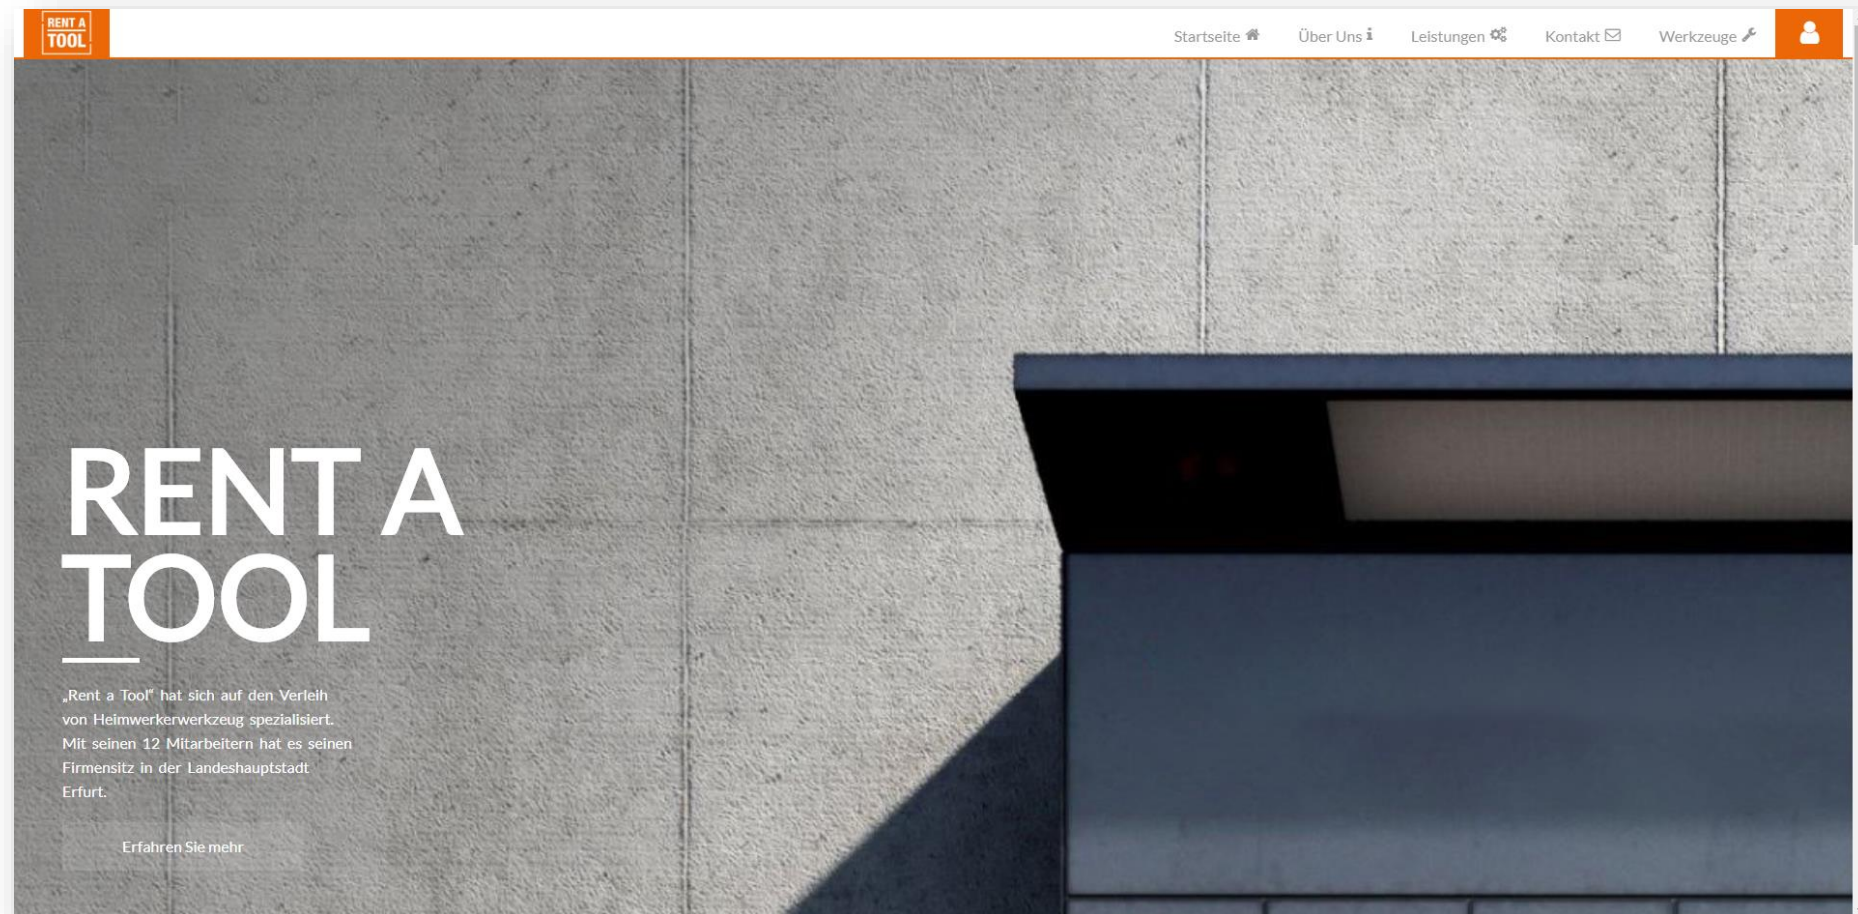 RENT A
TOOL
Startseite
Über Uns
Leistungen
Kontakt
Werkzeuge
RENT A
TOOL
„Rent a Tool“ hat sich auf den Verleih
von Heimwerkerwerkzeug spezialisiert.
Mit seinen 12 Mitarbeitern hat es seinen
Firmensitz in der Landeshauptstadt
Erfurt.
Erfahren Sie mehr